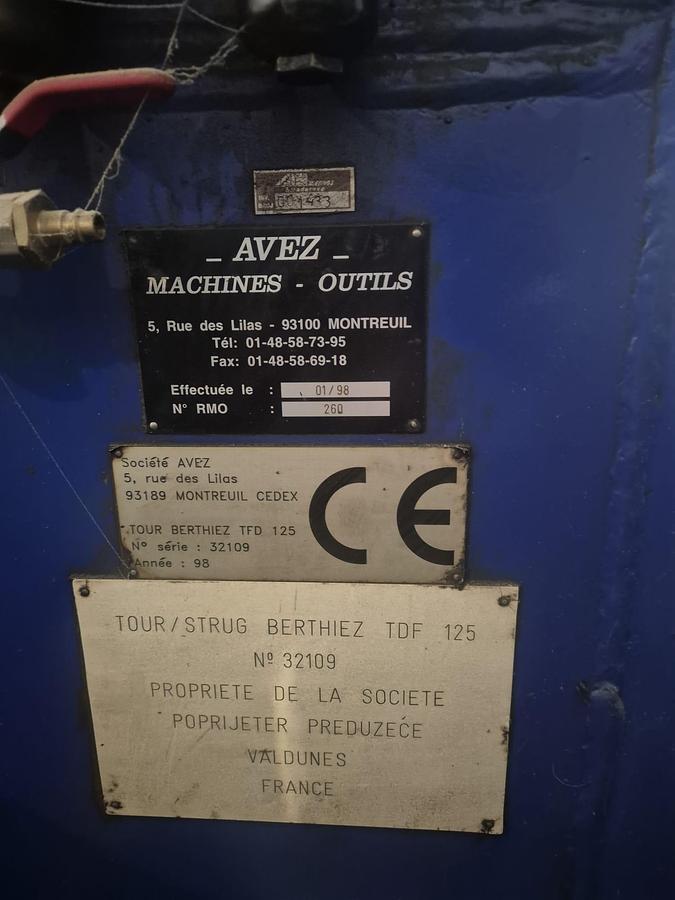 001433
_ AVEZ _
MACHINES - OUTILS
5, Rue des Lilas - 93100 MONTREUIL
Tél: 01-48-58-73-95
Fax: 01-48-58-69-18
Effectuée le : 01/98
N° RMO : 260
Société AVEZ
5, rue des Lilas
93189 MONTREUIL CEDEX
CE
TOUR BERTHIEZ TFD 125
N° série : 32109
Année : 98
TOUR/STRUG BERTHIEZ TDF 125
Nº 32109
PROPRIETE DE LA SOCIETE
POPRIJETER PREDUZEĆE
VALDUNES
FRANCE